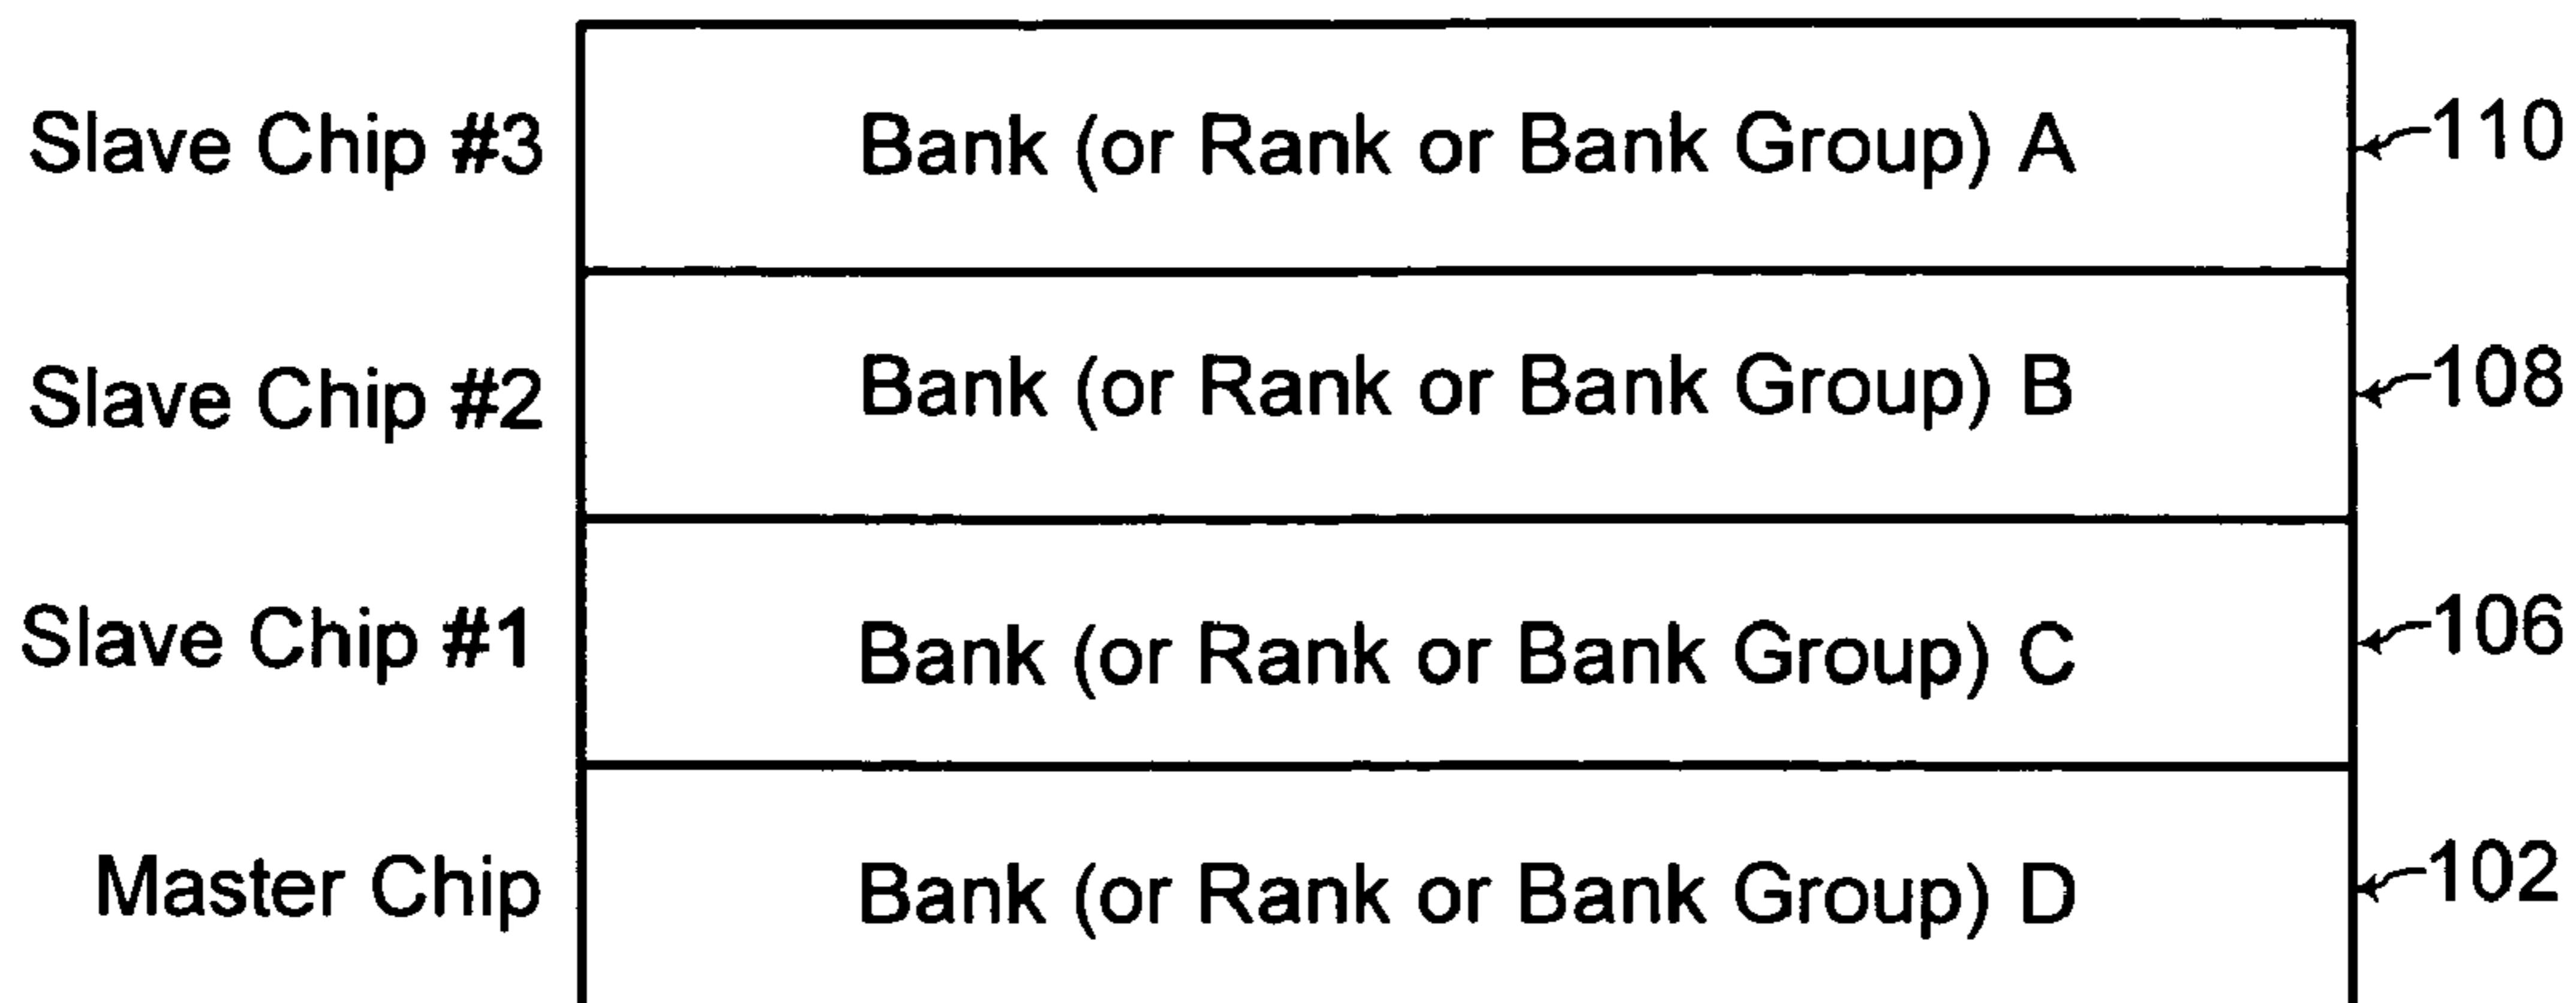 Slave Chip #3 Bank (or Rank or Bank Group) A 110
Slave Chip #2 Bank (or Rank or Bank Group) B 108
Slave Chip #1 Bank (or Rank or Bank Group) C 106
Master Chip Bank (or Rank or Bank Group) D 102